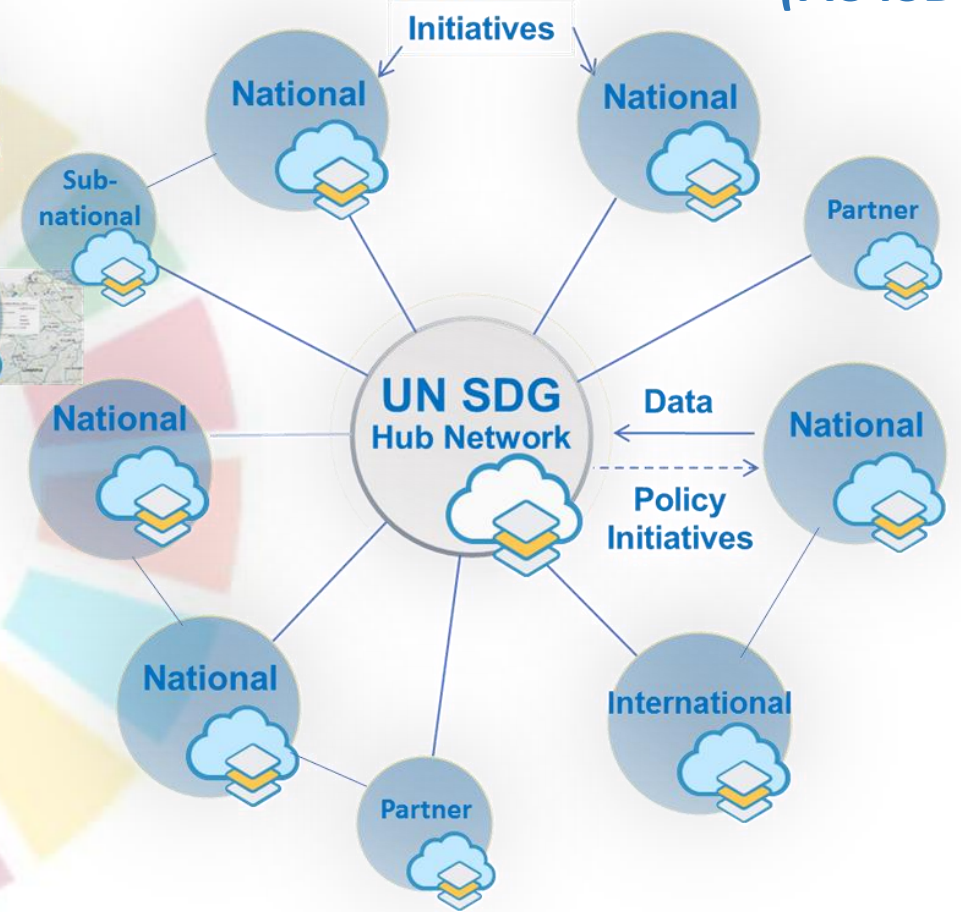 Initiatives
National
National
Sub-
national
Partner
UN SDG
Hub Network
Data
National
National
Policy
Initiatives
National
International
Partner